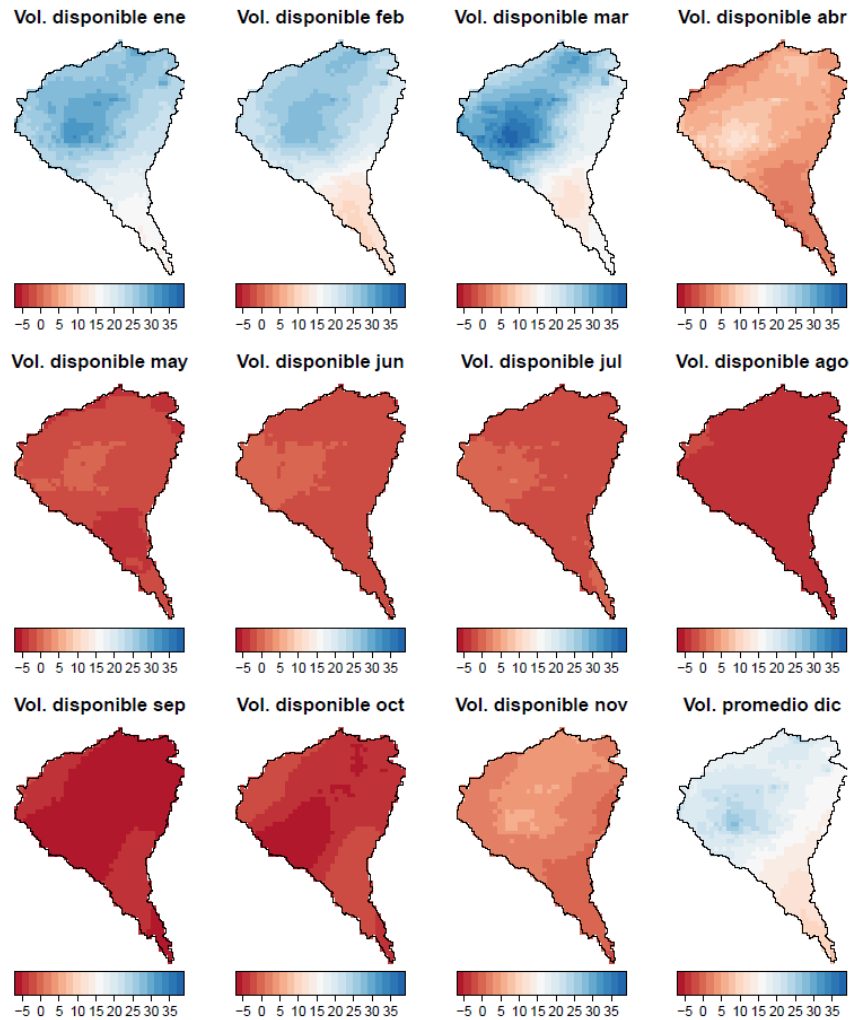 Vol. disponible ene Vol. disponible feb Vol. disponible mar Vol. disponible abr
−5 0 5 10 15 20 25 30 35 −5 0 5 10 15 20 25 30 35 −5 0 5 10 15 20 25 30 35 −5 0 5 10 15 20 25 30 35
Vol. disponible may Vol. disponible jun Vol. disponible jul Vol. disponible ago
−5 0 5 10 15 20 25 30 35 −5 0 5 10 15 20 25 30 35 −5 0 5 10 15 20 25 30 35 −5 0 5 10 15 20 25 30 35
Vol. disponible sep Vol. disponible oct Vol. disponible nov Vol. promedio dic
−5 0 5 10 15 20 25 30 35 −5 0 5 10 15 20 25 30 35 −5 0 5 10 15 20 25 30 35 −5 0 5 10 15 20 25 30 35